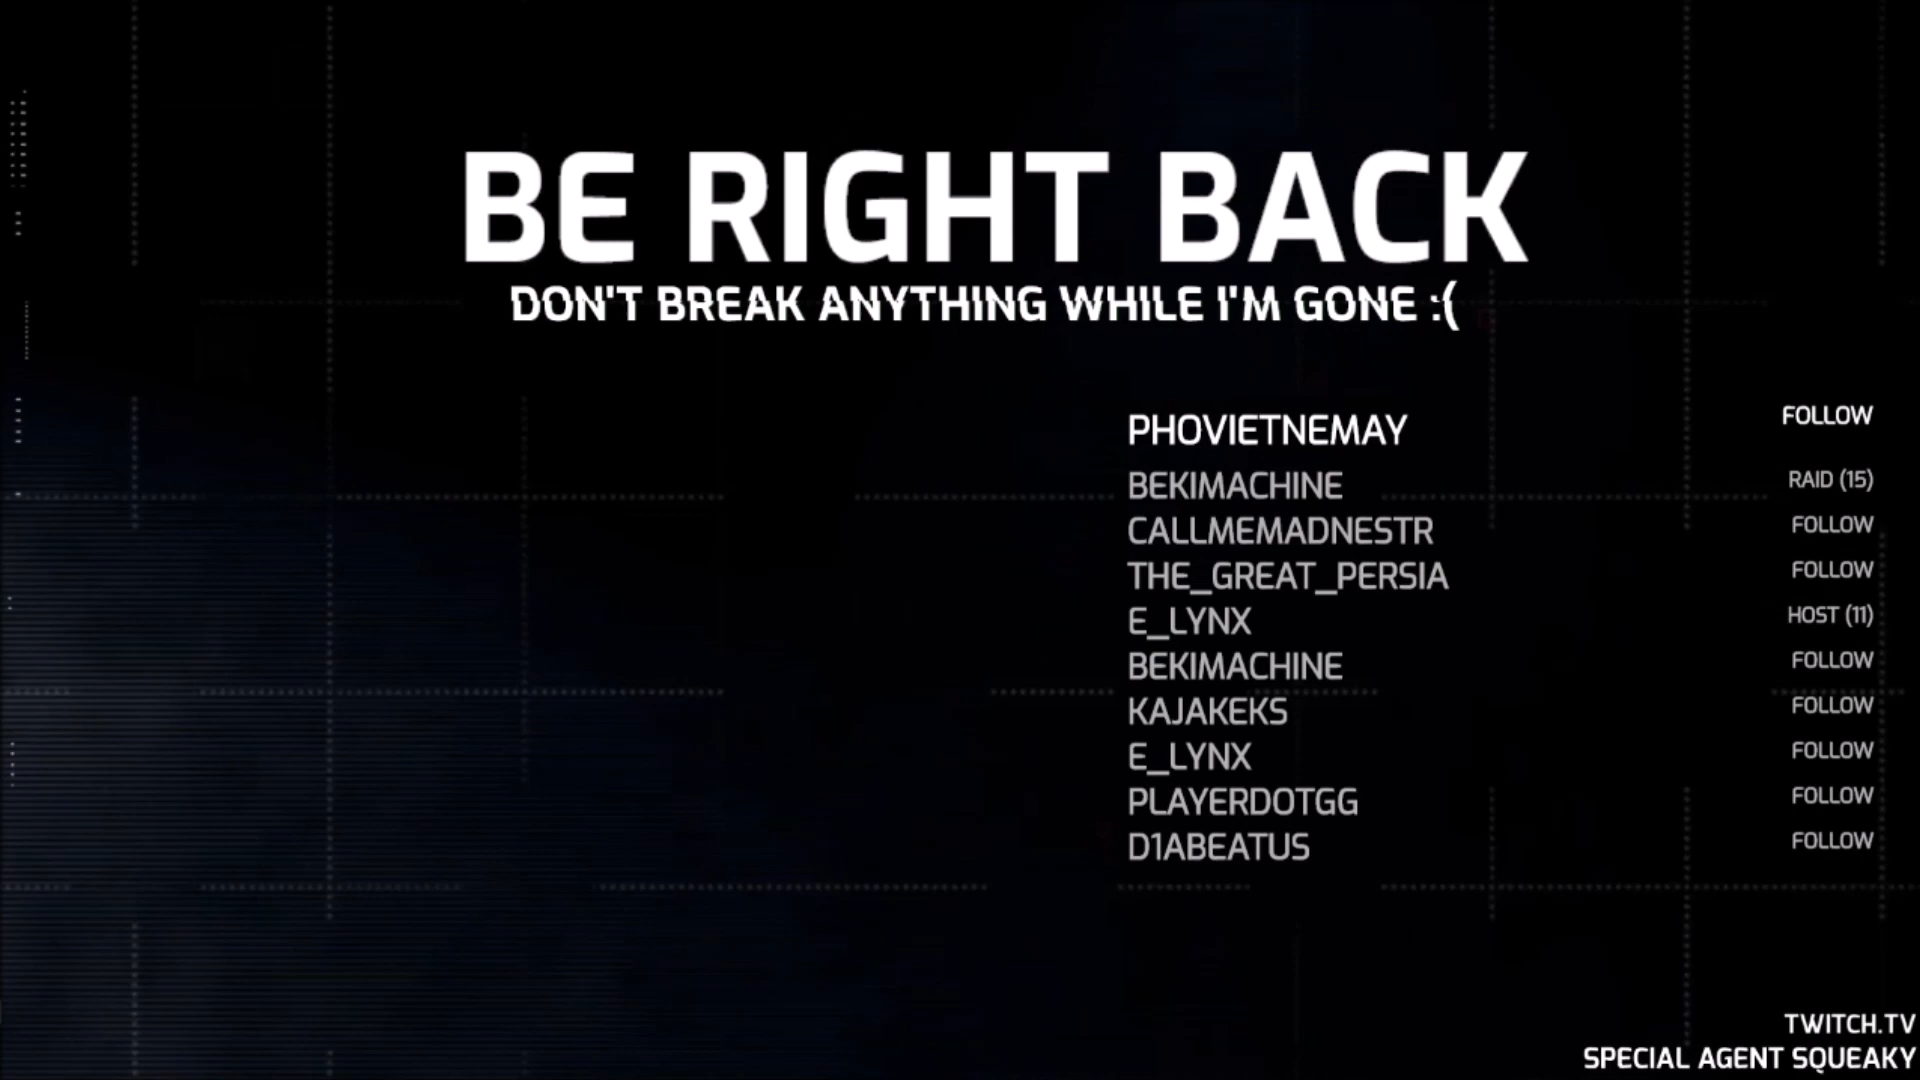 BE RIGHT BACK
DON'T BREAK ANYTHING WHILE I'M GONE :(
PHOVIETNEMAY FOLLOW
BEKIMACHINE RAID (15)
CALLMEMADNESTR FOLLOW
THE_GREAT_PERSIA FOLLOW
E_LYNX HOST (11)
BEKIMACHINE FOLLOW
KAJAKEKS FOLLOW
E_LYNX FOLLOW
PLAYERDOTGG FOLLOW
D1ABEATUS FOLLOW
TWITCH.TV
SPECIAL AGENT SQUEAKY